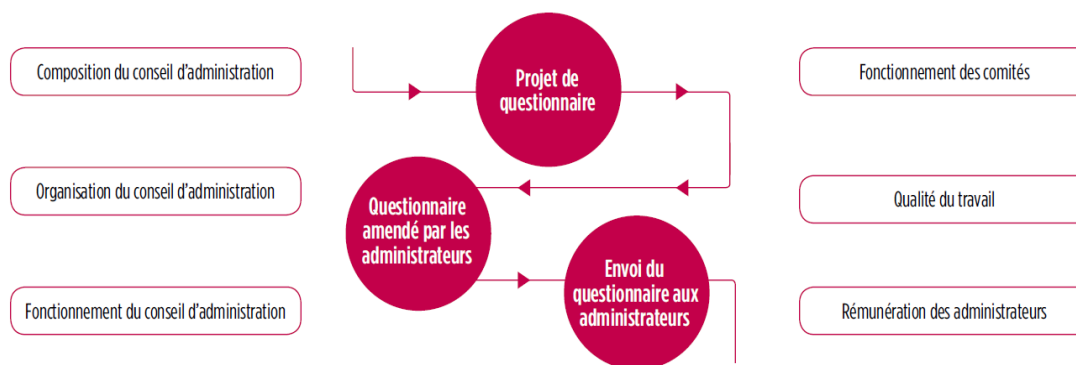 Composition du conseil d'administration
Organisation du conseil d'administration
Fonctionnement du conseil d'administration
Projet de
questionnaire
Questionnaire
amendé par les
administrateurs
Envoi du
questionnaire aux
administrateurs
Fonctionnement des comités
Qualité du travail
Rémunération des administrateurs